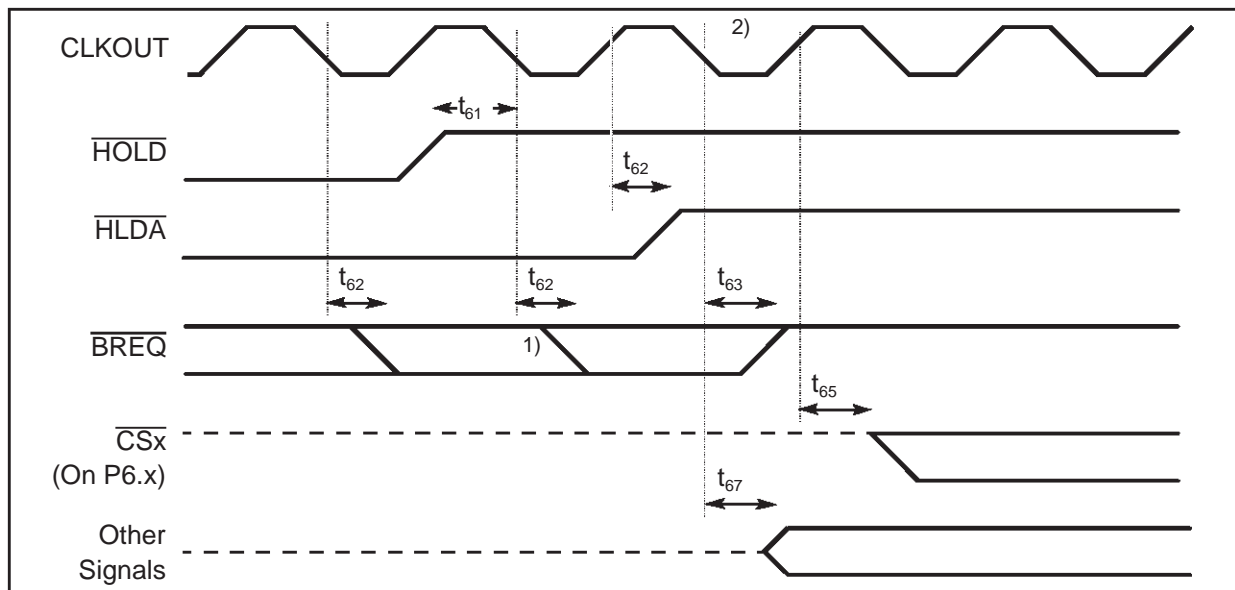 CLKOUT
2)
t61
HOLD
t62
HLDA
t62
t62
t63
BREQ
1)
t65
CSx
(On P6.x)
t67
Other
Signals